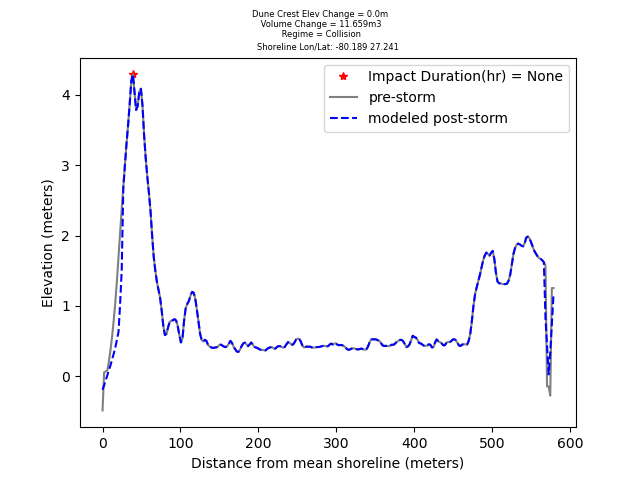 Dune Crest Elev Change = 0.0m
Volume Change = 11.659m3
Regime = Collision
Shoreline Lon/Lat: -80.189 27.241
Impact Duration(hr) = None
pre-storm
modeled post-storm
Elevation (meters)
4
3
2
1
0
0 100 200 300 400 500 600
Distance from mean shoreline (meters)